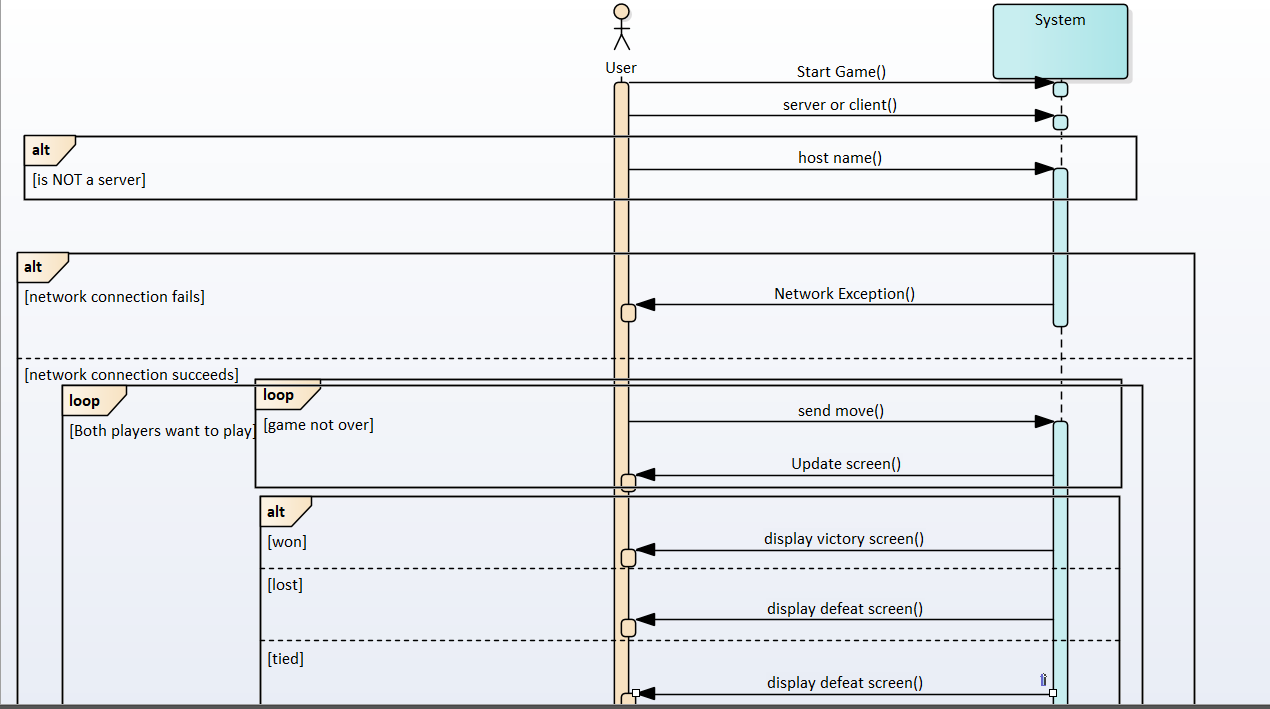 System
User
Start Game()
server or client()
alt
host name()
[is NOT a server]
alt
[network connection fails]
Network Exception()
[network connection succeeds]
loop
loop
[Both players want to play]
[game not over]
send move()
Update screen()
alt
[won]
display victory screen()
[lost]
display defeat screen()
[tied]
display defeat screen()